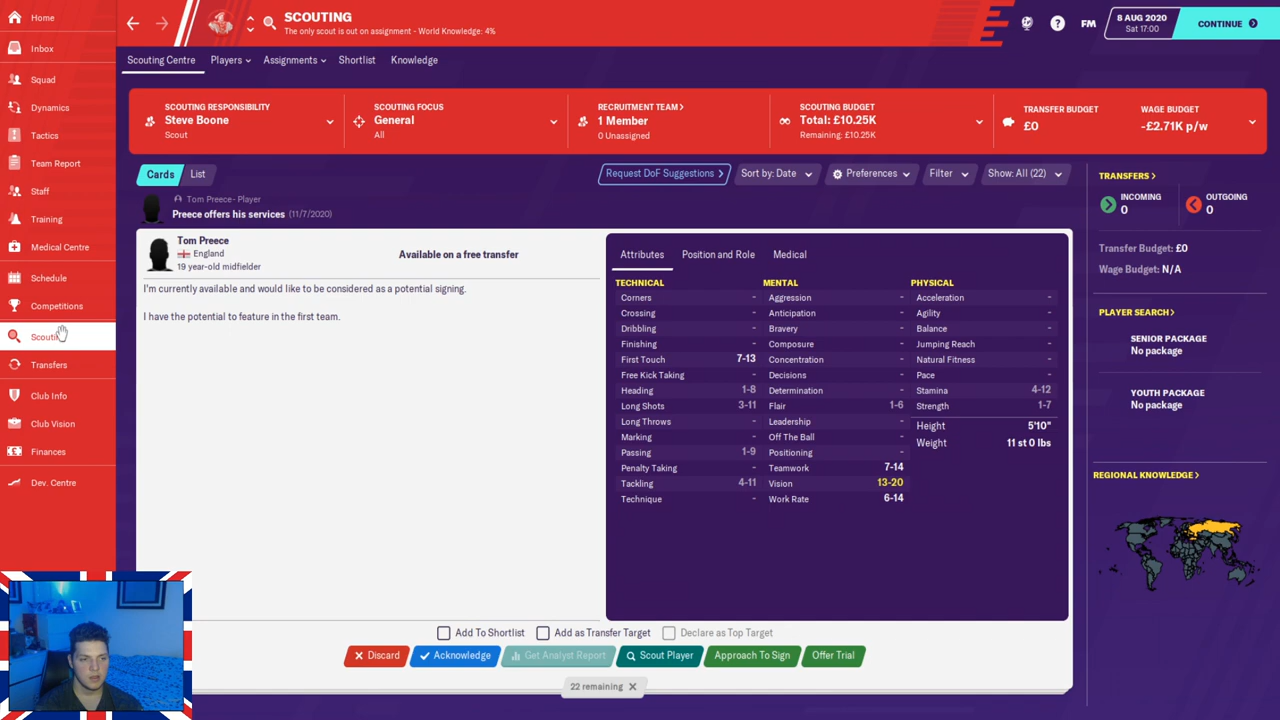 Home
Inbox
Squad
Dynamics
Tactics
Team Report
Staff
Training
Medical Centre
Schedule
Competitions
Transfers
Club Info
Club Vision
Finances
Dev. Centre
SCOUTING
The only scout is out on assignment - World Knowledge: 4%
FM
8 AUG 2020
Sat 17:00
CONTINUE
Scouting Centre
Players
Assignments
Shortlist
Knowledge
SCOUTING RESPONSIBILITY
Steve Boone
Scout
SCOUTING FOCUS
General
All
RECRUITMENT TEAM >
1 Member
0 Unassigned
SCOUTING BUDGET
Total: £10.25K
Remaining: £10.25K
TRANSFER BUDGET
£0
WAGE BUDGET
-£2.71K p/w
Cards
List
Request DoF Suggestions >
Sort by: Date
Preferences
Filter
Show: All (22)
Tom Preece- Player
Preece offers his services (11/7/2020)
Tom Preece
England
19 year-old midfielder
Available on a free transfer
I'm currently available and would like to be considered as a potential signing.
I have the potential to feature in the first team.
Attributes Position and Role Medical
TECHNICAL MENTAL PHYSICAL
Corners - Aggression - Acceleration -
Crossing - Anticipation - Agility -
Dribbling - Bravery - Balance -
Finishing - Composure - Jumping Reach -
First Touch 7-13 Concentration - Natural Fitness -
Free Kick Taking - Decisions - Pace -
Heading 1-8 Determination - Stamina 4-12
Long Shots 3-11 Flair 1-6 Strength 1-7
Long Throws - Leadership - Height 5'10"
Marking - Off The Ball - Weight 11 st 0 lbs
Passing 1-9 Positioning -
Penalty Taking - Teamwork 7-14
Tackling 4-11 Vision 13-20
Technique - Work Rate 6-14
Add To Shortlist
Add as Transfer Target
Declare as Top Target
Discard
Acknowledge
Get Analyst Report
Scout Player
Approach To Sign
Offer Trial
22 remaining
TRANSFERS >
INCOMING
0
OUTGOING
0
Transfer Budget: £0
Wage Budget: N/A
PLAYER SEARCH >
SENIOR PACKAGE
No package
YOUTH PACKAGE
No package
REGIONAL KNOWLEDGE >